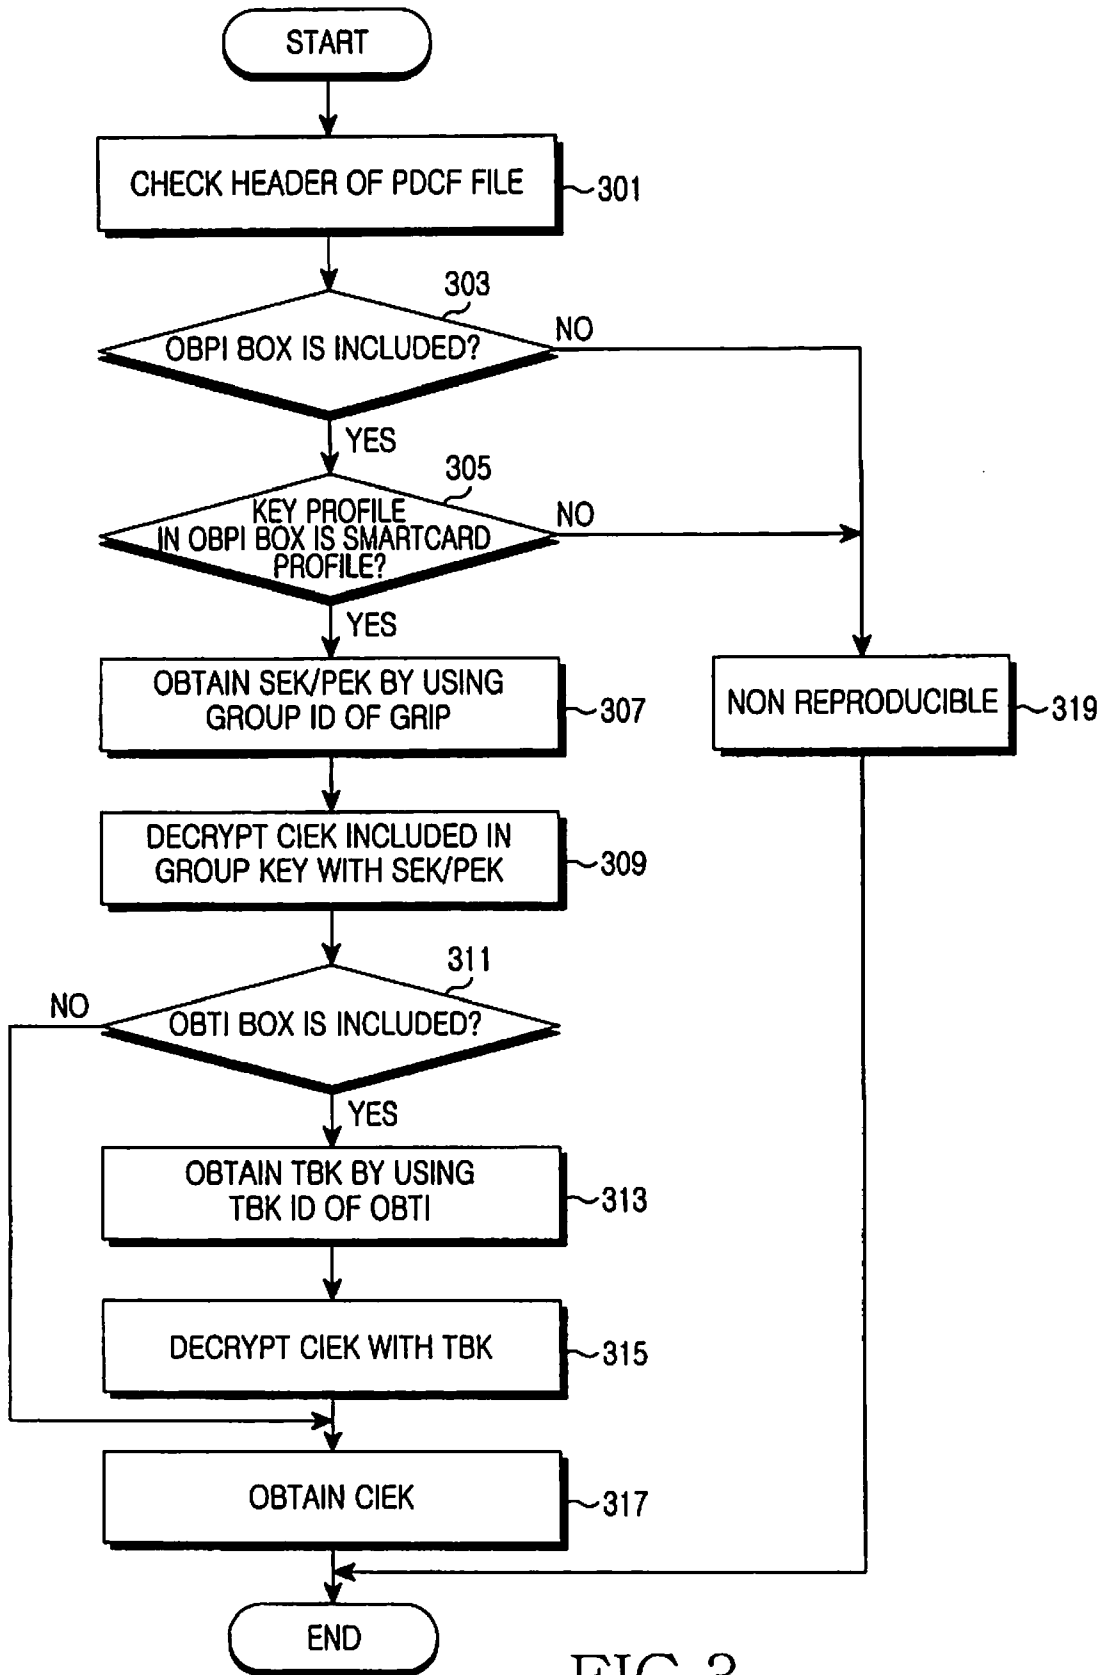 START
CHECK HEADER OF PDCF FILE
301
303
OBPI BOX IS INCLUDED?
NO
YES
305
KEY PROFILE
IN OBPI BOX IS SMARTCARD
PROFILE?
NO
YES
OBTAIN SEK/PEK BY USING
GROUP ID OF GRIP
307
NON REPRODUCIBLE
319
DECRYPT CIEK INCLUDED IN
GROUP KEY WITH SEK/PEK
309
311
NO
OBTI BOX IS INCLUDED?
YES
OBTAIN TBK BY USING
TBK ID OF OBTI
313
DECRYPT CIEK WITH TBK
315
OBTAIN CIEK
317
END
FIG.3